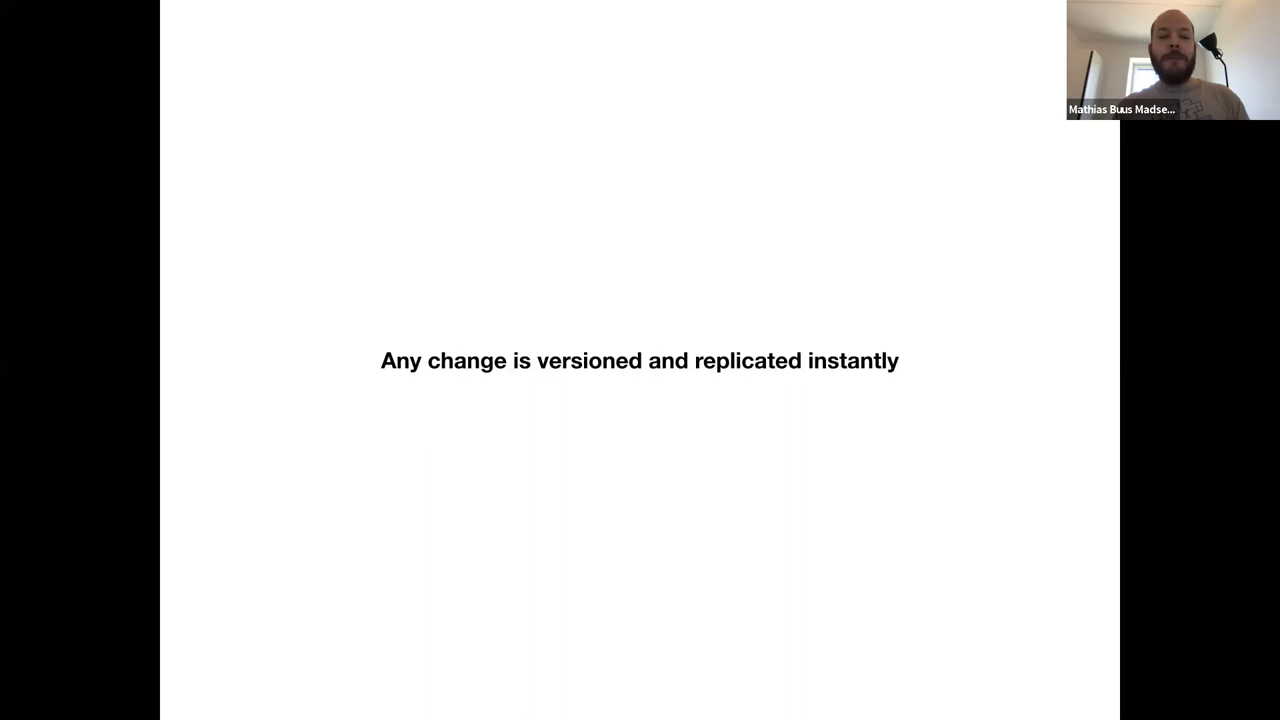 Mathias Buus Madse...
Any change is versioned and replicated instantly